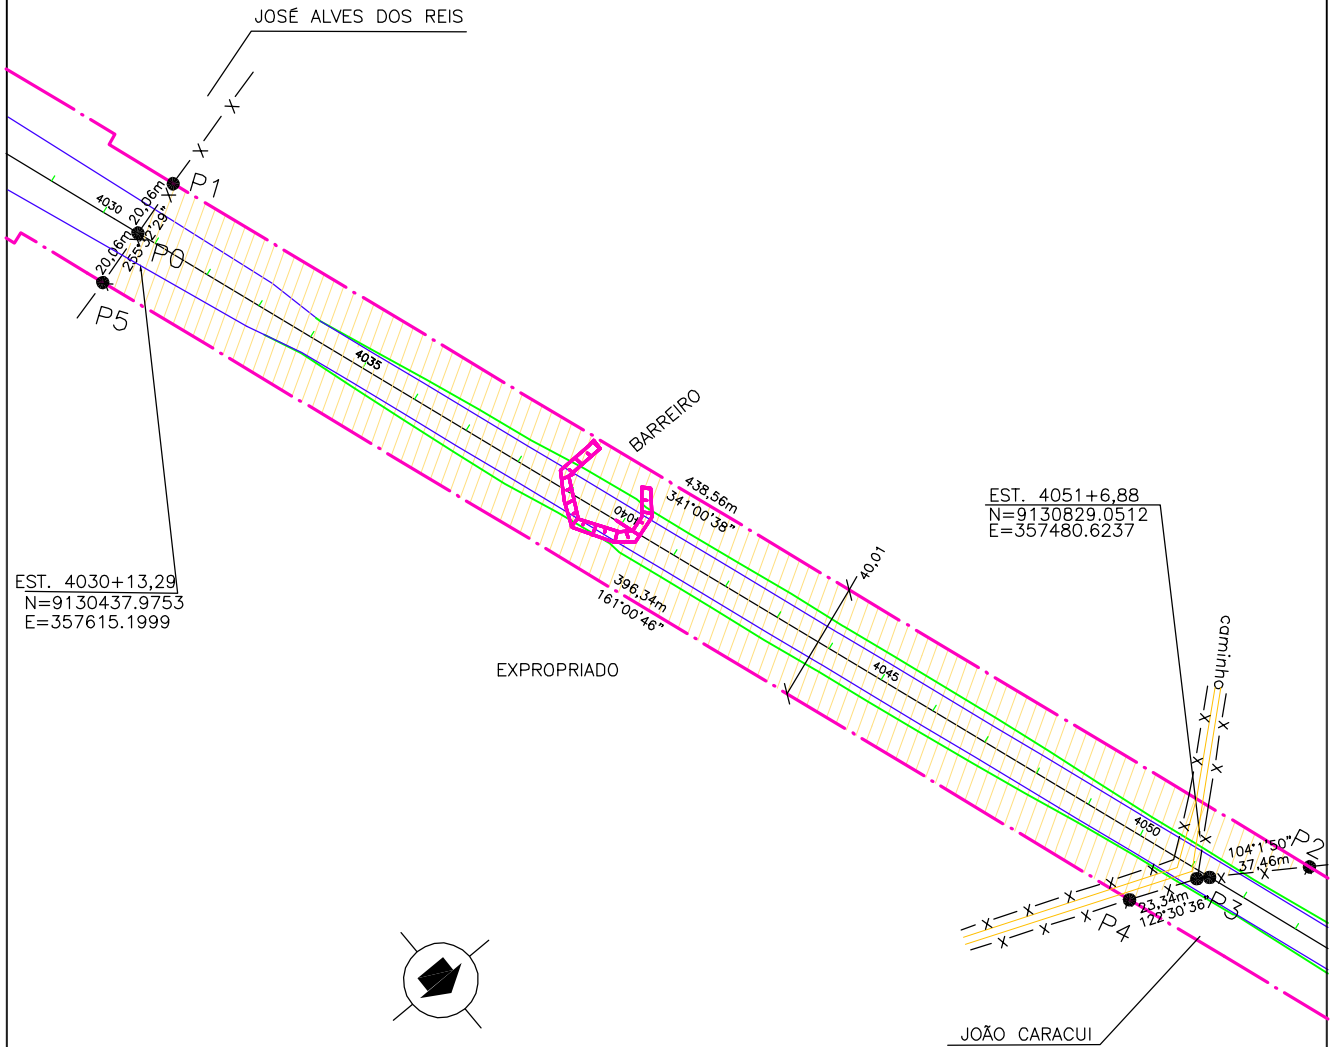 JOSÉ ALVES DOS REIS
P1
4030
20,06m
20,06m
255°32'29"
P0
P5
4035
BARREIRO
438,56m
341°00'38"
4040
EST. 4051+6,88
N=9130829.0512
E=357480.6237
40,01
EST. 4030+13,29
N=9130437.9753
E=357615.1999
396,34m
161°00'46"
caminho
EXPROPRIADO
4045
4050
104°1'50"
37,46m
P2
23,34m
122°30'36"
P3
P4
JOÃO CARACUI